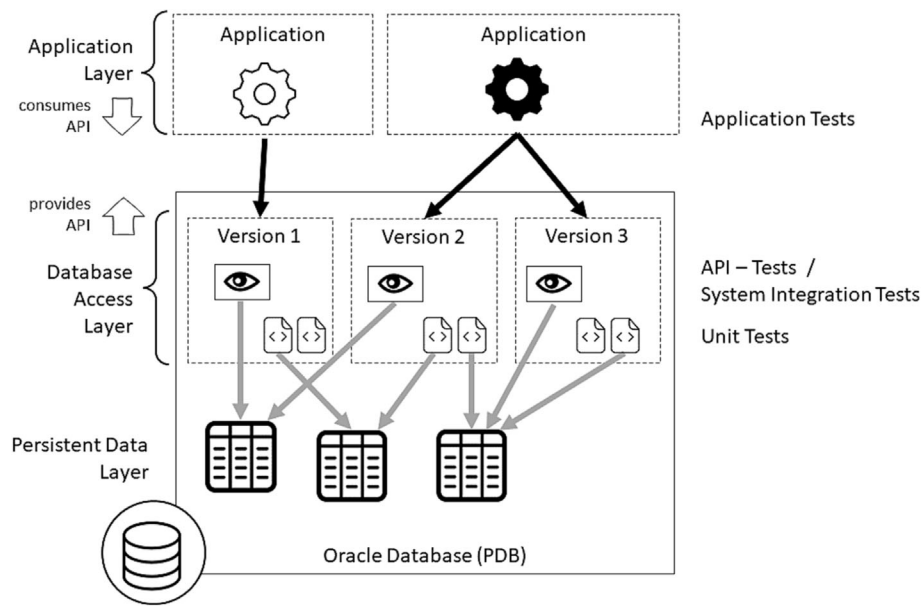 Application
Layer
consumes
API
Application
Application
Application Tests
provides
API
Database
Access
Layer
Version 1
Version 2
Version 3
API – Tests /
System Integration Tests
Unit Tests
Persistent Data
Layer
Oracle Database (PDB)